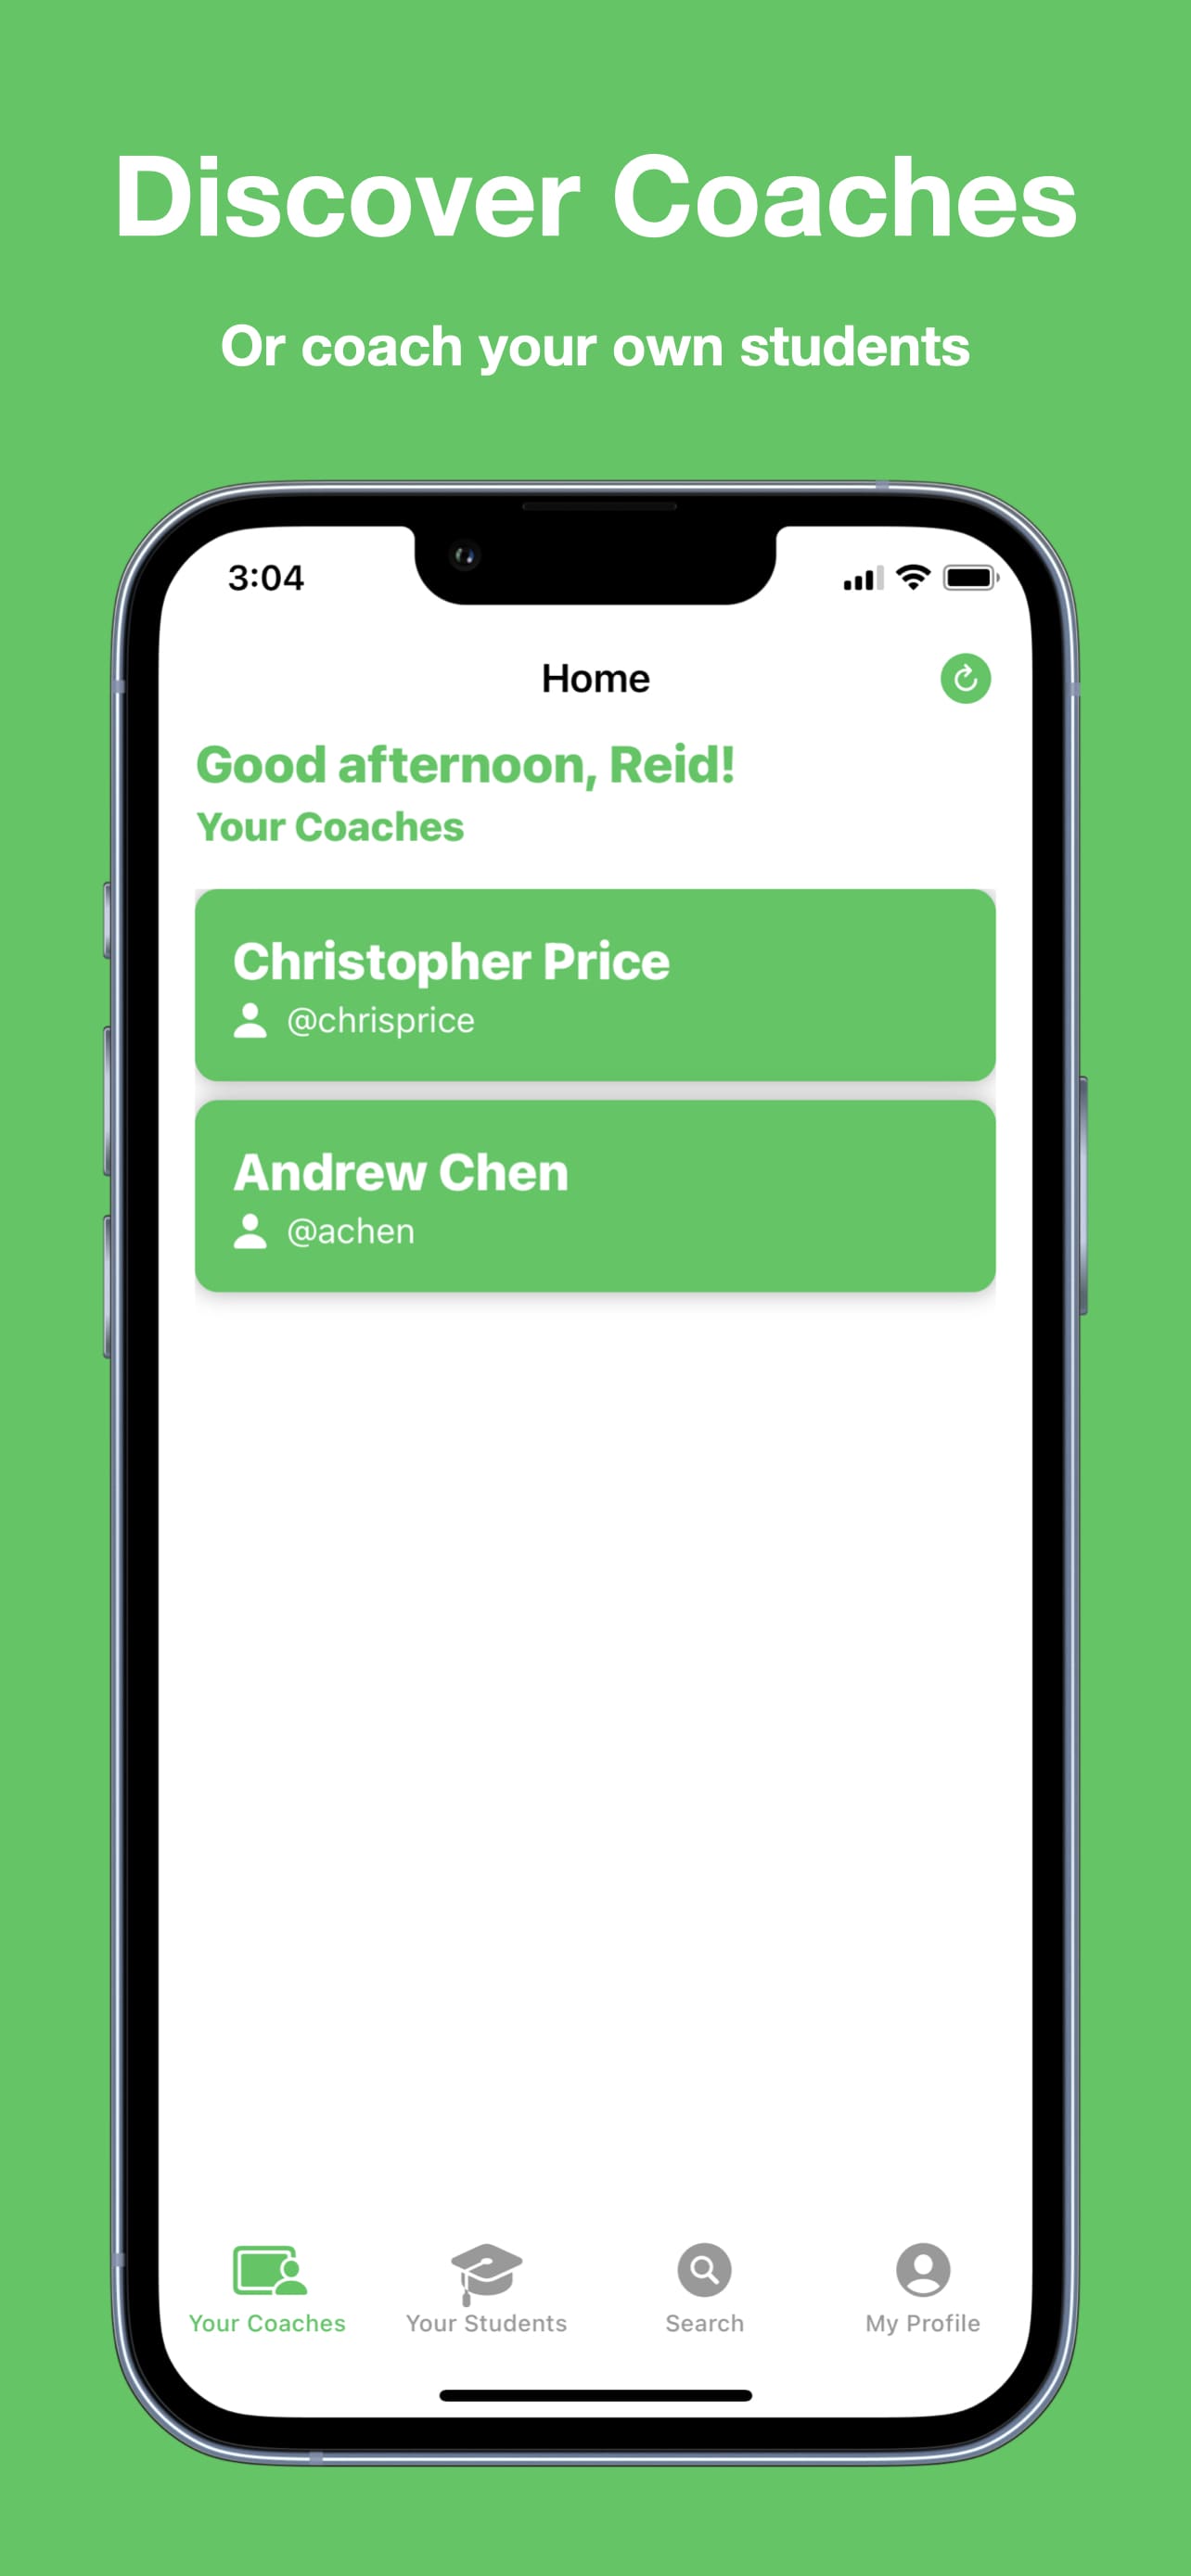 Discover Coaches
Or coach your own students
3:04
Home
Good afternoon, Reid!
Your Coaches
Christopher Price
@chrisprice
Andrew Chen
@achen
Your Coaches
Your Students
Search
My Profile